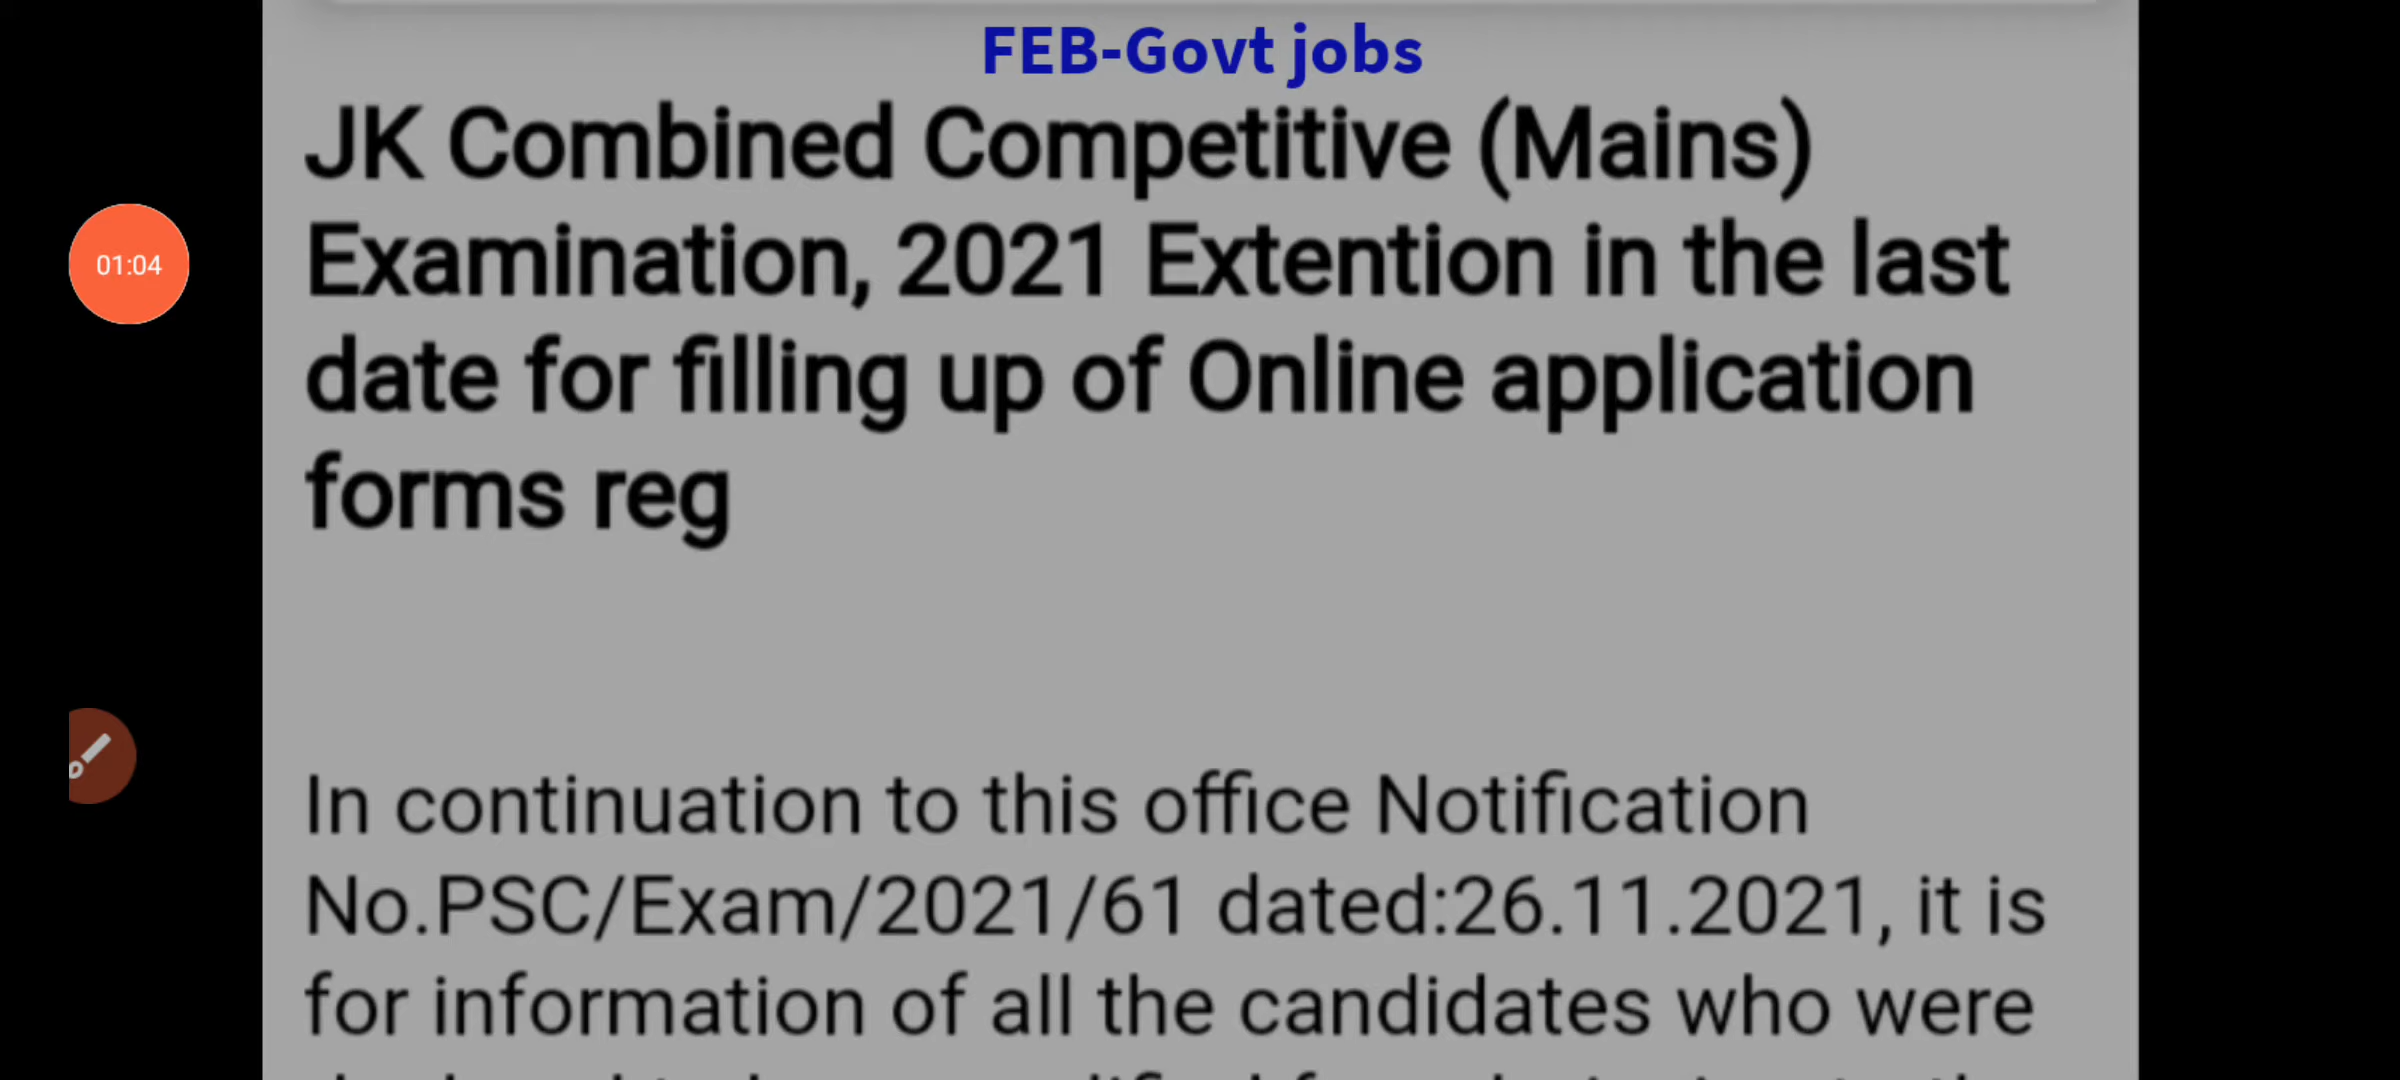 FEB-Govt jobs
JK Combined Competitive (Mains)
Examination, 2021 Extention in the last
date for filling up of Online application
forms reg
01:04
In continuation to this office Notification
No.PSC/Exam/2021/61 dated:26.11.2021, it is
for information of all the candidates who were